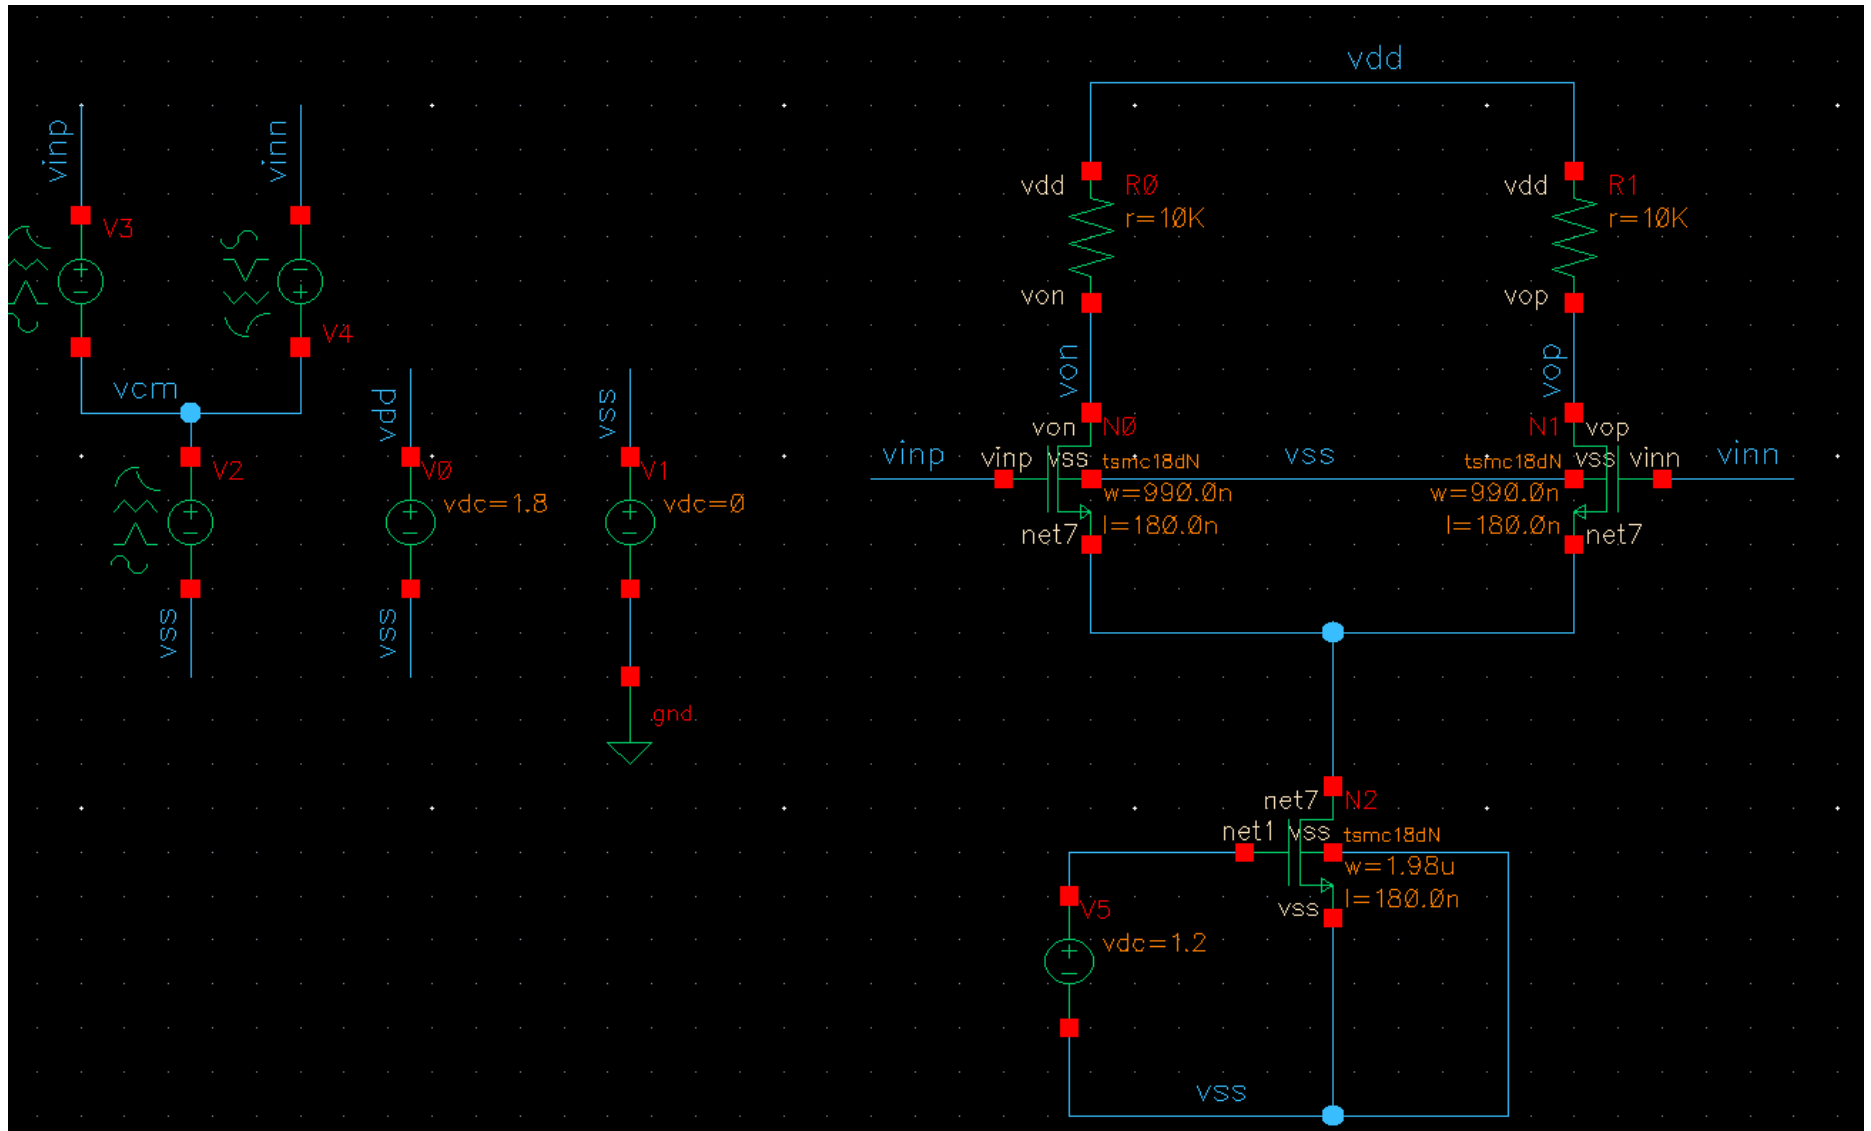 vdd
vinp
vinn
vdd
R0
r=10K
vdd
R1
r=10K
V3
von
vop
V4
vcm
vdd
vss
von
vop
von
N0
N1
vop
vinp
vinp
vss
tsmc18dN
vss
tsmc18dN
vss
vinn
vinn
V2
V0
V1
w=990.0n
w=990.0n
vdc=1.8
vdc=0
l=180.0n
l=180.0n
net7
net7
vss
vss
gnd
net7
N2
net1
vss
tsmc18dN
w=1.98u
l=180.0n
vss
V5
vdc=1.2
vss
+
−
−
+
+
−
+
−
+
−
+
−